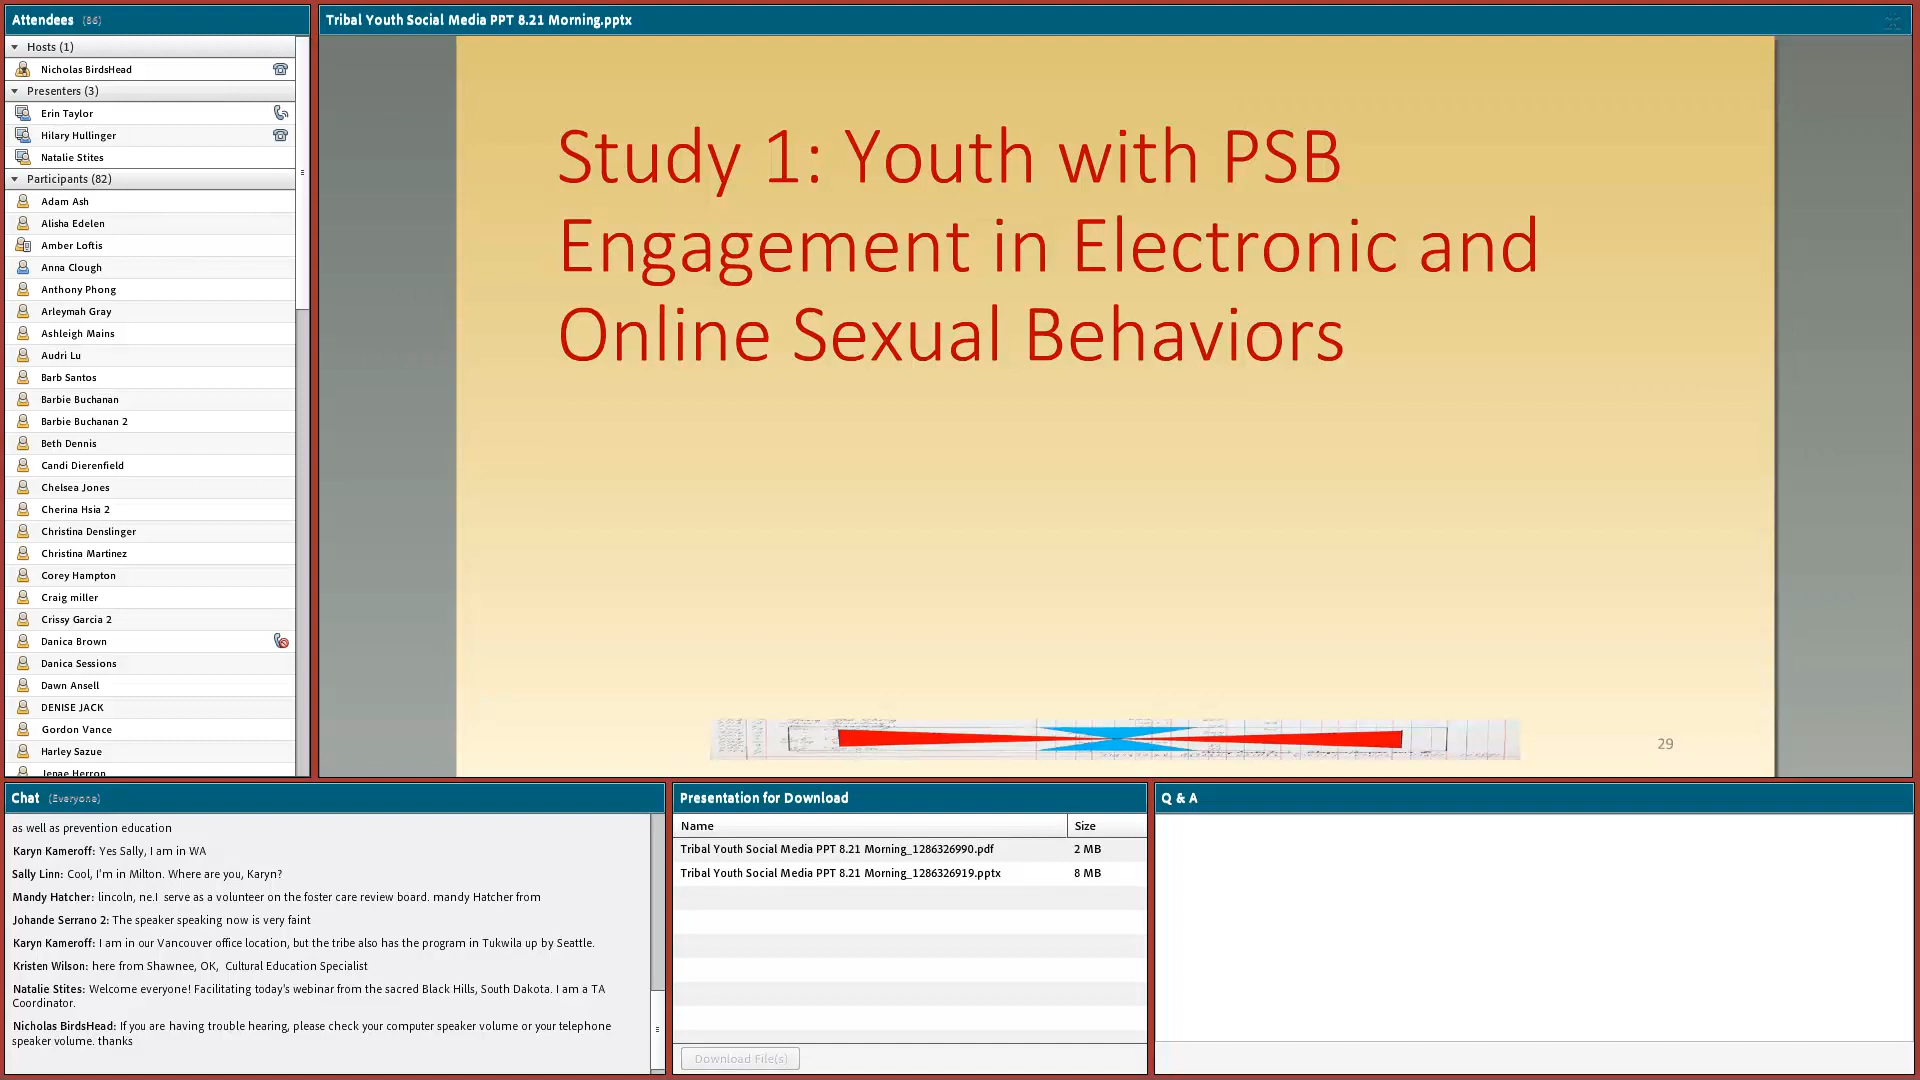 Attendees (86)
Hosts (1)
Nicholas BirdsHead
Presenters (3)
Erin Taylor
Hilary Hullinger
Natalie Stites
Participants (82)
Adam Ash
Alisha Edelen
Amber Loftis
Anna Clough
Anthony Phong
Arleymah Gray
Ashleigh Mains
Audri Lu
Barb Santos
Barbie Buchanan
Barbie Buchanan 2
Beth Dennis
Candi Dierenfield
Chelsea Jones
Cherina Hsia 2
Christina Denslinger
Christina Martinez
Corey Hampton
Craig miller
Crissy Garcia 2
Danica Brown
Danica Sessions
Dawn Ansell
DENISE JACK
Gordon Vance
Harley Sazue
Jenae Herron
Tribal Youth Social Media PPT 8.21 Morning.pptx
Study 1: Youth with PSB
Engagement in Electronic and
Online Sexual Behaviors
29
Chat (Everyone)
as well as prevention education
Karyn Kameroff: Yes Sally, I am in WA
Sally Linn: Cool, I'm in Milton. Where are you, Karyn?
Mandy Hatcher: lincoln, ne.I serve as a volunteer on the foster care review board. mandy Hatcher from
Johande Serrano 2: The speaker speaking now is very faint
Karyn Kameroff: I am in our Vancouver office location, but the tribe also has the program in Tukwila up by Seattle.
Kristen Wilson: here from Shawnee, OK, Cultural Education Specialist
Natalie Stites: Welcome everyone! Facilitating today's webinar from the sacred Black Hills, South Dakota. I am a TA
Coordinator.
Nicholas BirdsHead: If you are having trouble hearing, please check your computer speaker volume or your telephone
speaker volume. thanks
Presentation for Download
Name Size
Tribal Youth Social Media PPT 8.21 Morning_1286326990.pdf 2 MB
Tribal Youth Social Media PPT 8.21 Morning_1286326919.pptx 8 MB
Download File(s)
Q & A